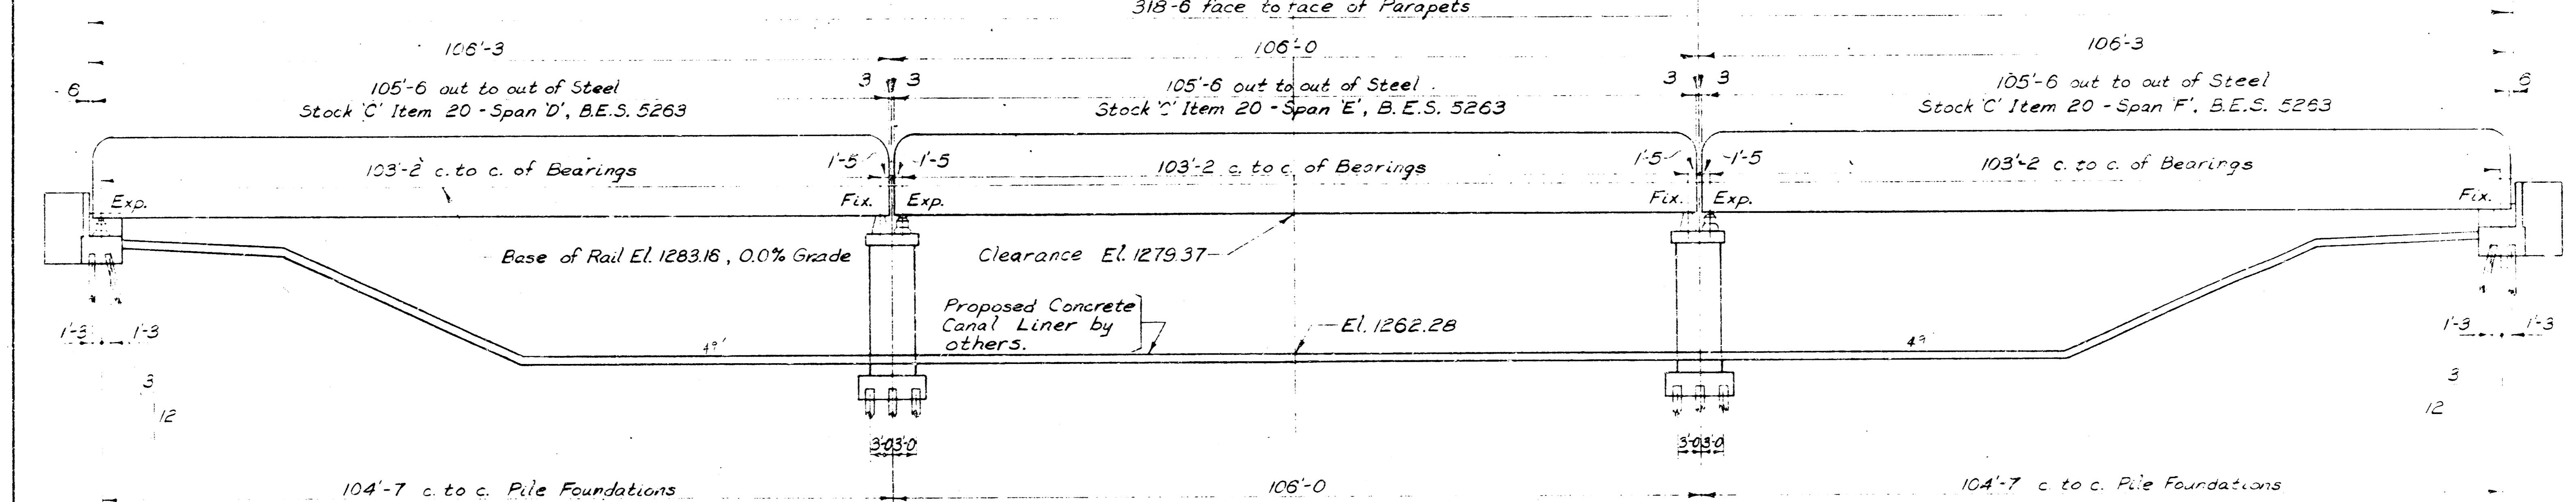 318-6 face to face of Parapets
106'-3
106'-0
106'-3
6
105'-6 out to out of Steel
3
3
105'-6 out to out of Steel
3
3
105'-6 out to out of Steel
6
Stock 'C' Item 20 - Span 'D', B.E.S. 5263
Stock 'C' Item 20 - Span 'E', B.E.S. 5263
Stock 'C' Item 20 - Span 'F', B.E.S. 5263
103'-2 c. to c. of Bearings
1'-5
1'-5
103'-2 c. to c. of Bearings
1'-5
1'-5
103'-2 c. to c. of Bearings
Exp.
Fix.
Exp.
Fix.
Exp.
Fix.
Base of Rail El. 1283.16, 0.0% Grade
Clearance El. 1279.37
Proposed Concrete
Canal Liner by
others.
El. 1262.28
1'-3
1'-3
1'-3
1'-3
3
12
3
12
3'-0
3'-0
3'-0
3'-0
104'-7 c. to c. Pile Foundations
106'-0
104'-7 c. to c. Pile Foundations